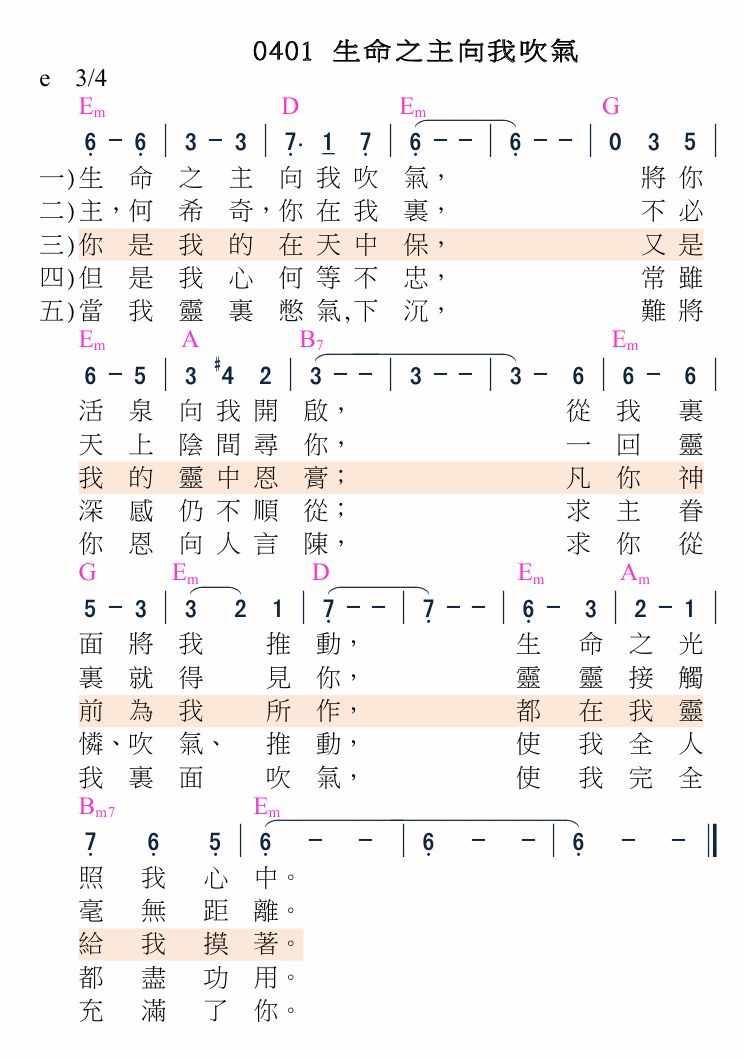 0401 生命之主向我吹氣
e 3/4
Em D Em G
6 - 6 | 3 - 3 | 7· 1 7 | 6 - - | 6 - - | 0 3 5 |
一)生命之主向我吹氣，將你
二)主，何希奇，你在我裏，不必
三)你是我的在天中保，又是
四)但是我心何等不忠，常雖
五)當我靈裏憋氣,下沉，難將
Em A B7 Em
6 - 5 | 3 #4 2 | 3 - - | 3 - - | 3 - 6 | 6 - 6 |
活泉向我開啟，從我裏
天上陰間尋你，一回靈
我的靈中恩膏；凡你神
深感仍不順從；求主眷
你恩向人言陳，求你從
G Em D Em Am
5 - 3 | 3 2 1 | 7 - - | 7 - - | 6 - 3 | 2 - 1 |
面將我推動，生命之光
裏就得見你，靈靈接觸
前為我所作，都在我靈
憐、吹氣、推動，使我全人
我裏面吹氣，使我完全
Bm7 Em
7 6 5 | 6 - - | 6 - - | 6 - - ||
照我心中。
毫無距離。
給我摸著。
都盡功用。
充滿了你。